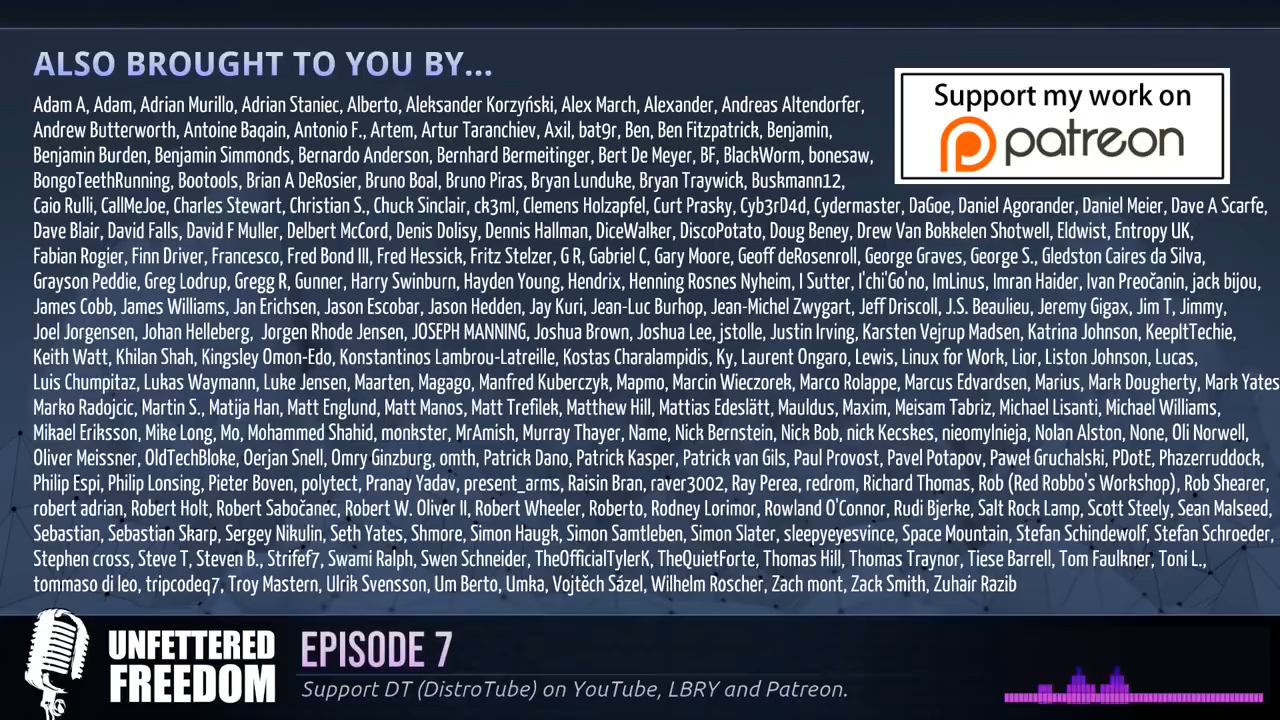 ALSO BROUGHT TO YOU BY...
Adam A, Adam, Adrian Murillo, Adrian Staniec, Alberto, Aleksander Korzyński, Alex March, Alexander, Andreas Altendorfer,
Andrew Butterworth, Antoine Baqain, Antonio F., Artem, Artur Taranchiev, Axil, bat9r, Ben, Ben Fitzpatrick, Benjamin,
Benjamin Burden, Benjamin Simmonds, Bernardo Anderson, Bernhard Bermeitinger, Bert De Meyer, BF, BlackWorm, bonesaw,
BongoTeethRunning, Bootools, Brian A DeRosier, Bruno Boal, Bruno Piras, Bryan Lunduke, Bryan Traywick, Buskmann12,
Support my work on
patreon
Caio Rulli, CallMeJoe, Charles Stewart, Christian S., Chuck Sinclair, ck3ml, Clemens Holzapfel, Curt Prasky, Cyb3rD4d, Cydermaster, DaGoe, Daniel Agorander, Daniel Meier, Dave A Scarfe,
Dave Blair, David Falls, David F Muller, Delbert McCord, Denis Dolisy, Dennis Hallman, DiceWalker, DiscoPotato, Doug Beney, Drew Van Bokkelen Shotwell, Eldwist, Entropy UK,
Fabian Rogier, Finn Driver, Francesco, Fred Bond III, Fred Hessick, Fritz Stelzer, G R, Gabriel C, Gary Moore, Geoff deRosenroll, George Graves, George S., Gledston Caires da Silva,
Grayson Peddie, Greg Lodrup, Gregg R, Gunner, Harry Swinburn, Hayden Young, Hendrix, Henning Rosnes Nyheim, I Sutter, I'chi'Go'no, ImLinus, Imran Haider, Ivan Preočanin, jack bijou,
James Cobb, James Williams, Jan Erichsen, Jason Escobar, Jason Hedden, Jay Kuri, Jean-Luc Burhop, Jean-Michel Zwygart, Jeff Driscoll, J.S. Beaulieu, Jeremy Gigax, Jim T, Jimmy,
Joel Jorgensen, Johan Helleberg, Jorgen Rhode Jensen, JOSEPH MANNING, Joshua Brown, Joshua Lee, jstolle, Justin Irving, Karsten Vejrup Madsen, Katrina Johnson, KeepItTechie,
Keith Watt, Khilan Shah, Kingsley Omon-Edo, Konstantinos Lambrou-Latreille, Kostas Charalampidis, Ky, Laurent Ongaro, Lewis, Linux for Work, Lior, Liston Johnson, Lucas,
Luis Chumpitaz, Lukas Waymann, Luke Jensen, Maarten, Magago, Manfred Kuberczyk, Mapmo, Marcin Wieczorek, Marco Rolappe, Marcus Edvardsen, Marius, Mark Dougherty, Mark Yates
Marko Radojcic, Martin S., Matija Han, Matt Englund, Matt Manos, Matt Trefilek, Matthew Hill, Mattias Edeslätt, Mauldus, Maxim, Meisam Tabriz, Michael Lisanti, Michael Williams,
Mikael Eriksson, Mike Long, Mo, Mohammed Shahid, monkster, MrAmish, Murray Thayer, Name, Nick Bernstein, Nick Bob, nick Kecskes, nieomylnieja, Nolan Alston, None, Oli Norwell,
Oliver Meissner, OldTechBloke, Oerjan Snell, Omry Ginzburg, omth, Patrick Dano, Patrick Kasper, Patrick van Gils, Paul Provost, Pavel Potapov, Paweł Gruchalski, PDotE, Phazerruddock,
Philip Espi, Philip Lonsing, Pieter Boven, polytect, Pranay Yadav, present_arms, Raisin Bran, raver3002, Ray Perea, redrom, Richard Thomas, Rob (Red Robbo's Workshop), Rob Shearer,
robert adrian, Robert Holt, Robert Sabočanec, Robert W. Oliver II, Robert Wheeler, Roberto, Rodney Lorimor, Rowland O'Connor, Rudi Bjerke, Salt Rock Lamp, Scott Steely, Sean Malseed,
Sebastian, Sebastian Skarp, Sergey Nikulin, Seth Yates, Shmore, Simon Haugk, Simon Samtleben, Simon Slater, sleepyeyesvince, Space Mountain, Stefan Schindewolf, Stefan Schroeder,
Stephen cross, Steve T, Steven B., Strifef7, Swami Ralph, Swen Schneider, TheOfficialTylerK, TheQuietForte, Thomas Hill, Thomas Traynor, Tiese Barrell, Tom Faulkner, Toni L.,
tommaso di leo, tripcodeq7, Troy Mastern, Ulrik Svensson, Um Berto, Umka, Vojtěch Sázel, Wilhelm Roscher, Zach mont, Zack Smith, Zuhair Razib
UNFETTERED
FREEDOM
EPISODE 7
Support DT (DistroTube) on YouTube, LBRY and Patreon.